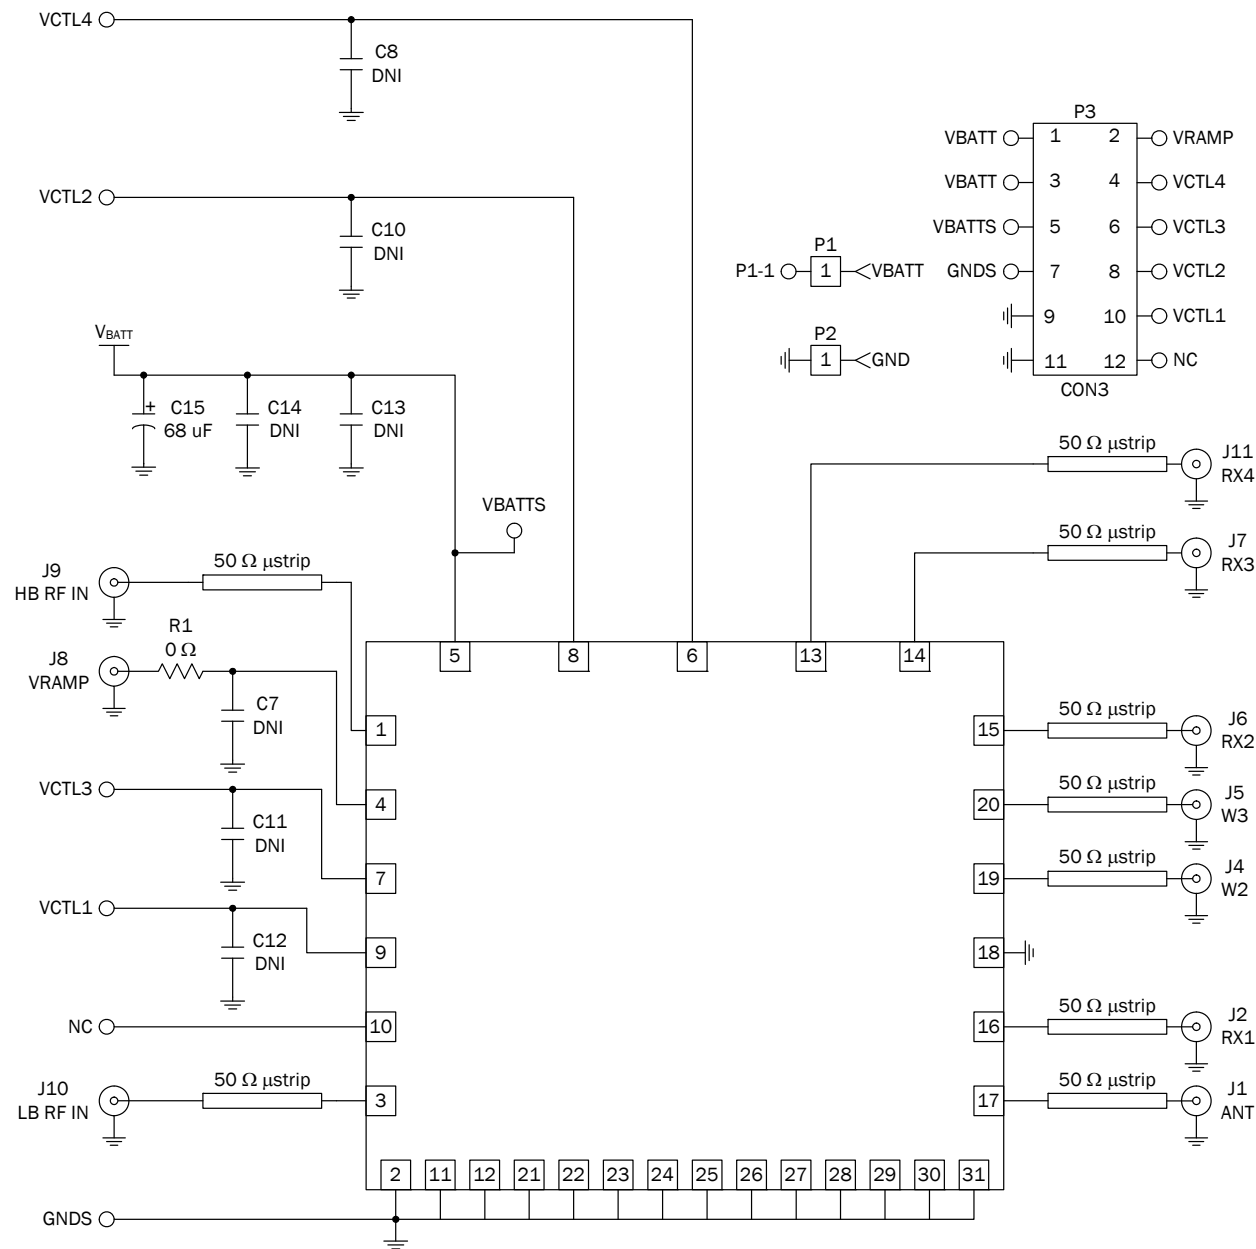 VCTL4
C8
DNI
VCTL2
C10
DNI
VBATT
C15
68 uF
+
C14
DNI
C13
DNI
VBATTS
P3
VBATT 1 2 VRAMP
VBATT 3 4 VCTL4
VBATTS 5 6 VCTL3
GNDS 7 8 VCTL2
9 10 VCTL1
11 12 NC
CON3
P1
P1-1 1 VBATT
P2
1 GND
50 Ω µstrip
J11
RX4
50 Ω µstrip
J7
RX3
J9
HB RF IN
50 Ω µstrip
J8
VRAMP
R1
0 Ω
C7
DNI
VCTL3
C11
DNI
VCTL1
C12
DNI
NC
J10
LB RF IN
50 Ω µstrip
5 8 6 13 14
1
4
7
9
10
3
15
20
19
18
16
17
50 Ω µstrip
J6
RX2
50 Ω µstrip
J5
W3
50 Ω µstrip
J4
W2
50 Ω µstrip
J2
RX1
50 Ω µstrip
J1
ANT
2 11 12 21 22 23 24 25 26 27 28 29 30 31
GNDS